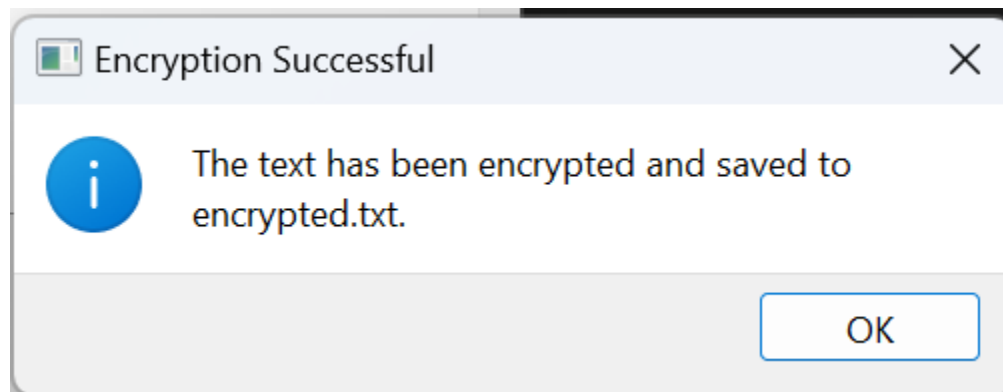 Encryption Successful
The text has been encrypted and saved to
encrypted.txt.
OK